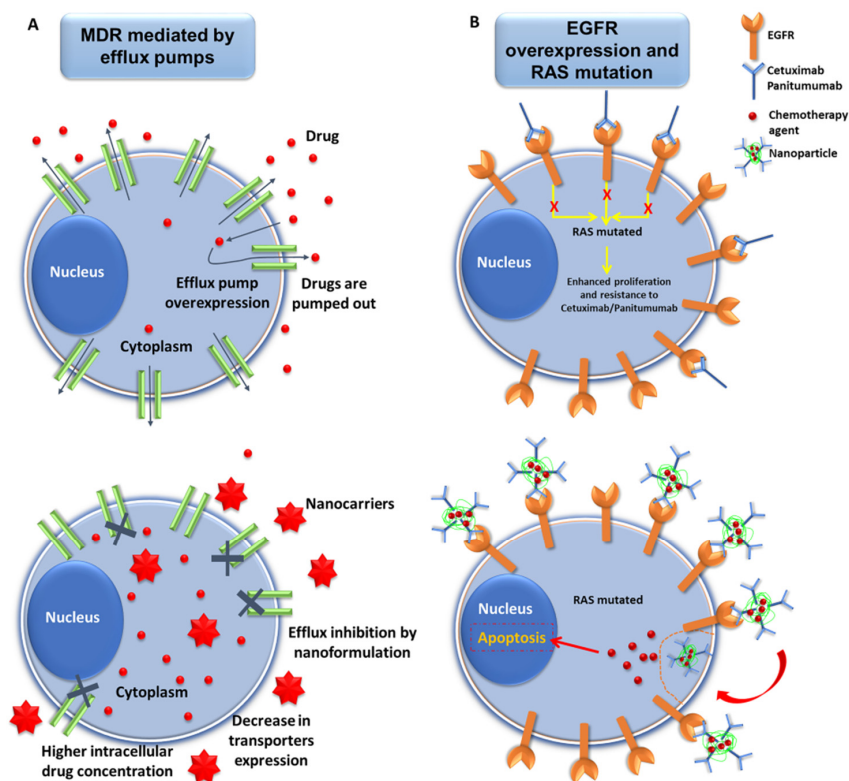 A
MDR mediated by
efflux pumps
Drug
Nucleus
Efflux pump
overexpression
Drugs are
pumped out
Cytoplasm
Nanocarriers
Nucleus
Efflux inhibition by
nanoformulation
Cytoplasm
Decrease in
transporters
expression
Higher intracellular
drug concentration
B
EGFR
overexpression and
RAS mutation
EGFR
Cetuximab
Panitumumab
Chemotherapy
agent
Nanoparticle
X
X
X
RAS mutated
Nucleus
Enhanced proliferation
and resistance to
Cetuximab/Panitumumab
Nucleus
RAS mutated
Apoptosis